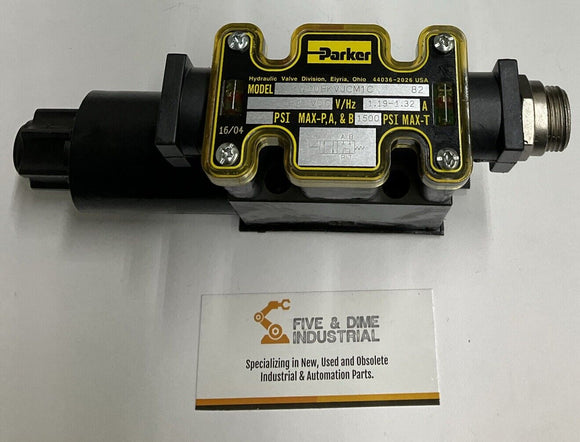 Parker
Hydraulic Valve Division, Elyria, Ohio 44036-2026 USA
MODEL 82
V/Hz 1.19-1.32 A
PSI MAX-P,A, & B 1500 PSI MAX-T
16/04
A B
FIVE & DIME
INDUSTRIAL
Specializing in New, Used and Obsolete
Industrial & Automation Parts.